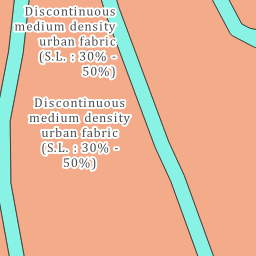 Discontinuous
medium density
urban fabric
(S.L. : 30% -
50%)
Discontinuous
medium density
urban fabric
(S.L. : 30% -
50%)